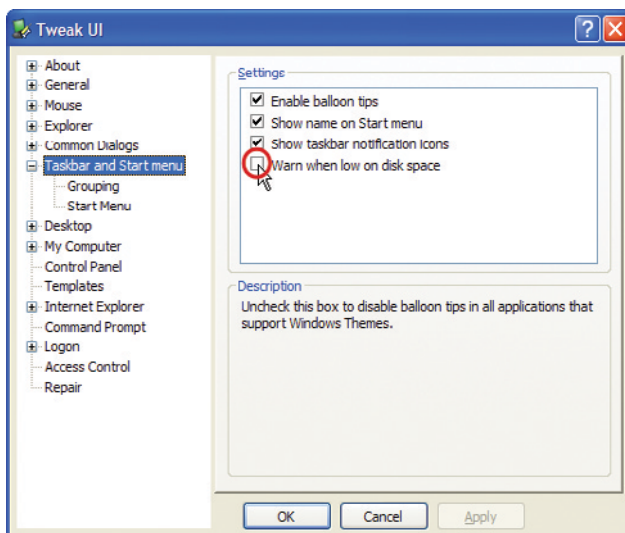 Tweak UI
About
General
Mouse
Explorer
Common Dialogs
Taskbar and Start menu
Grouping
Start Menu
Desktop
My Computer
Control Panel
Templates
Internet Explorer
Command Prompt
Logon
Access Control
Repair
Settings
Enable balloon tips
Show name on Start menu
Show taskbar notification icons
Warn when low on disk space
Description
Uncheck this box to disable balloon tips in all applications that
support Windows Themes.
OK
Cancel
Apply